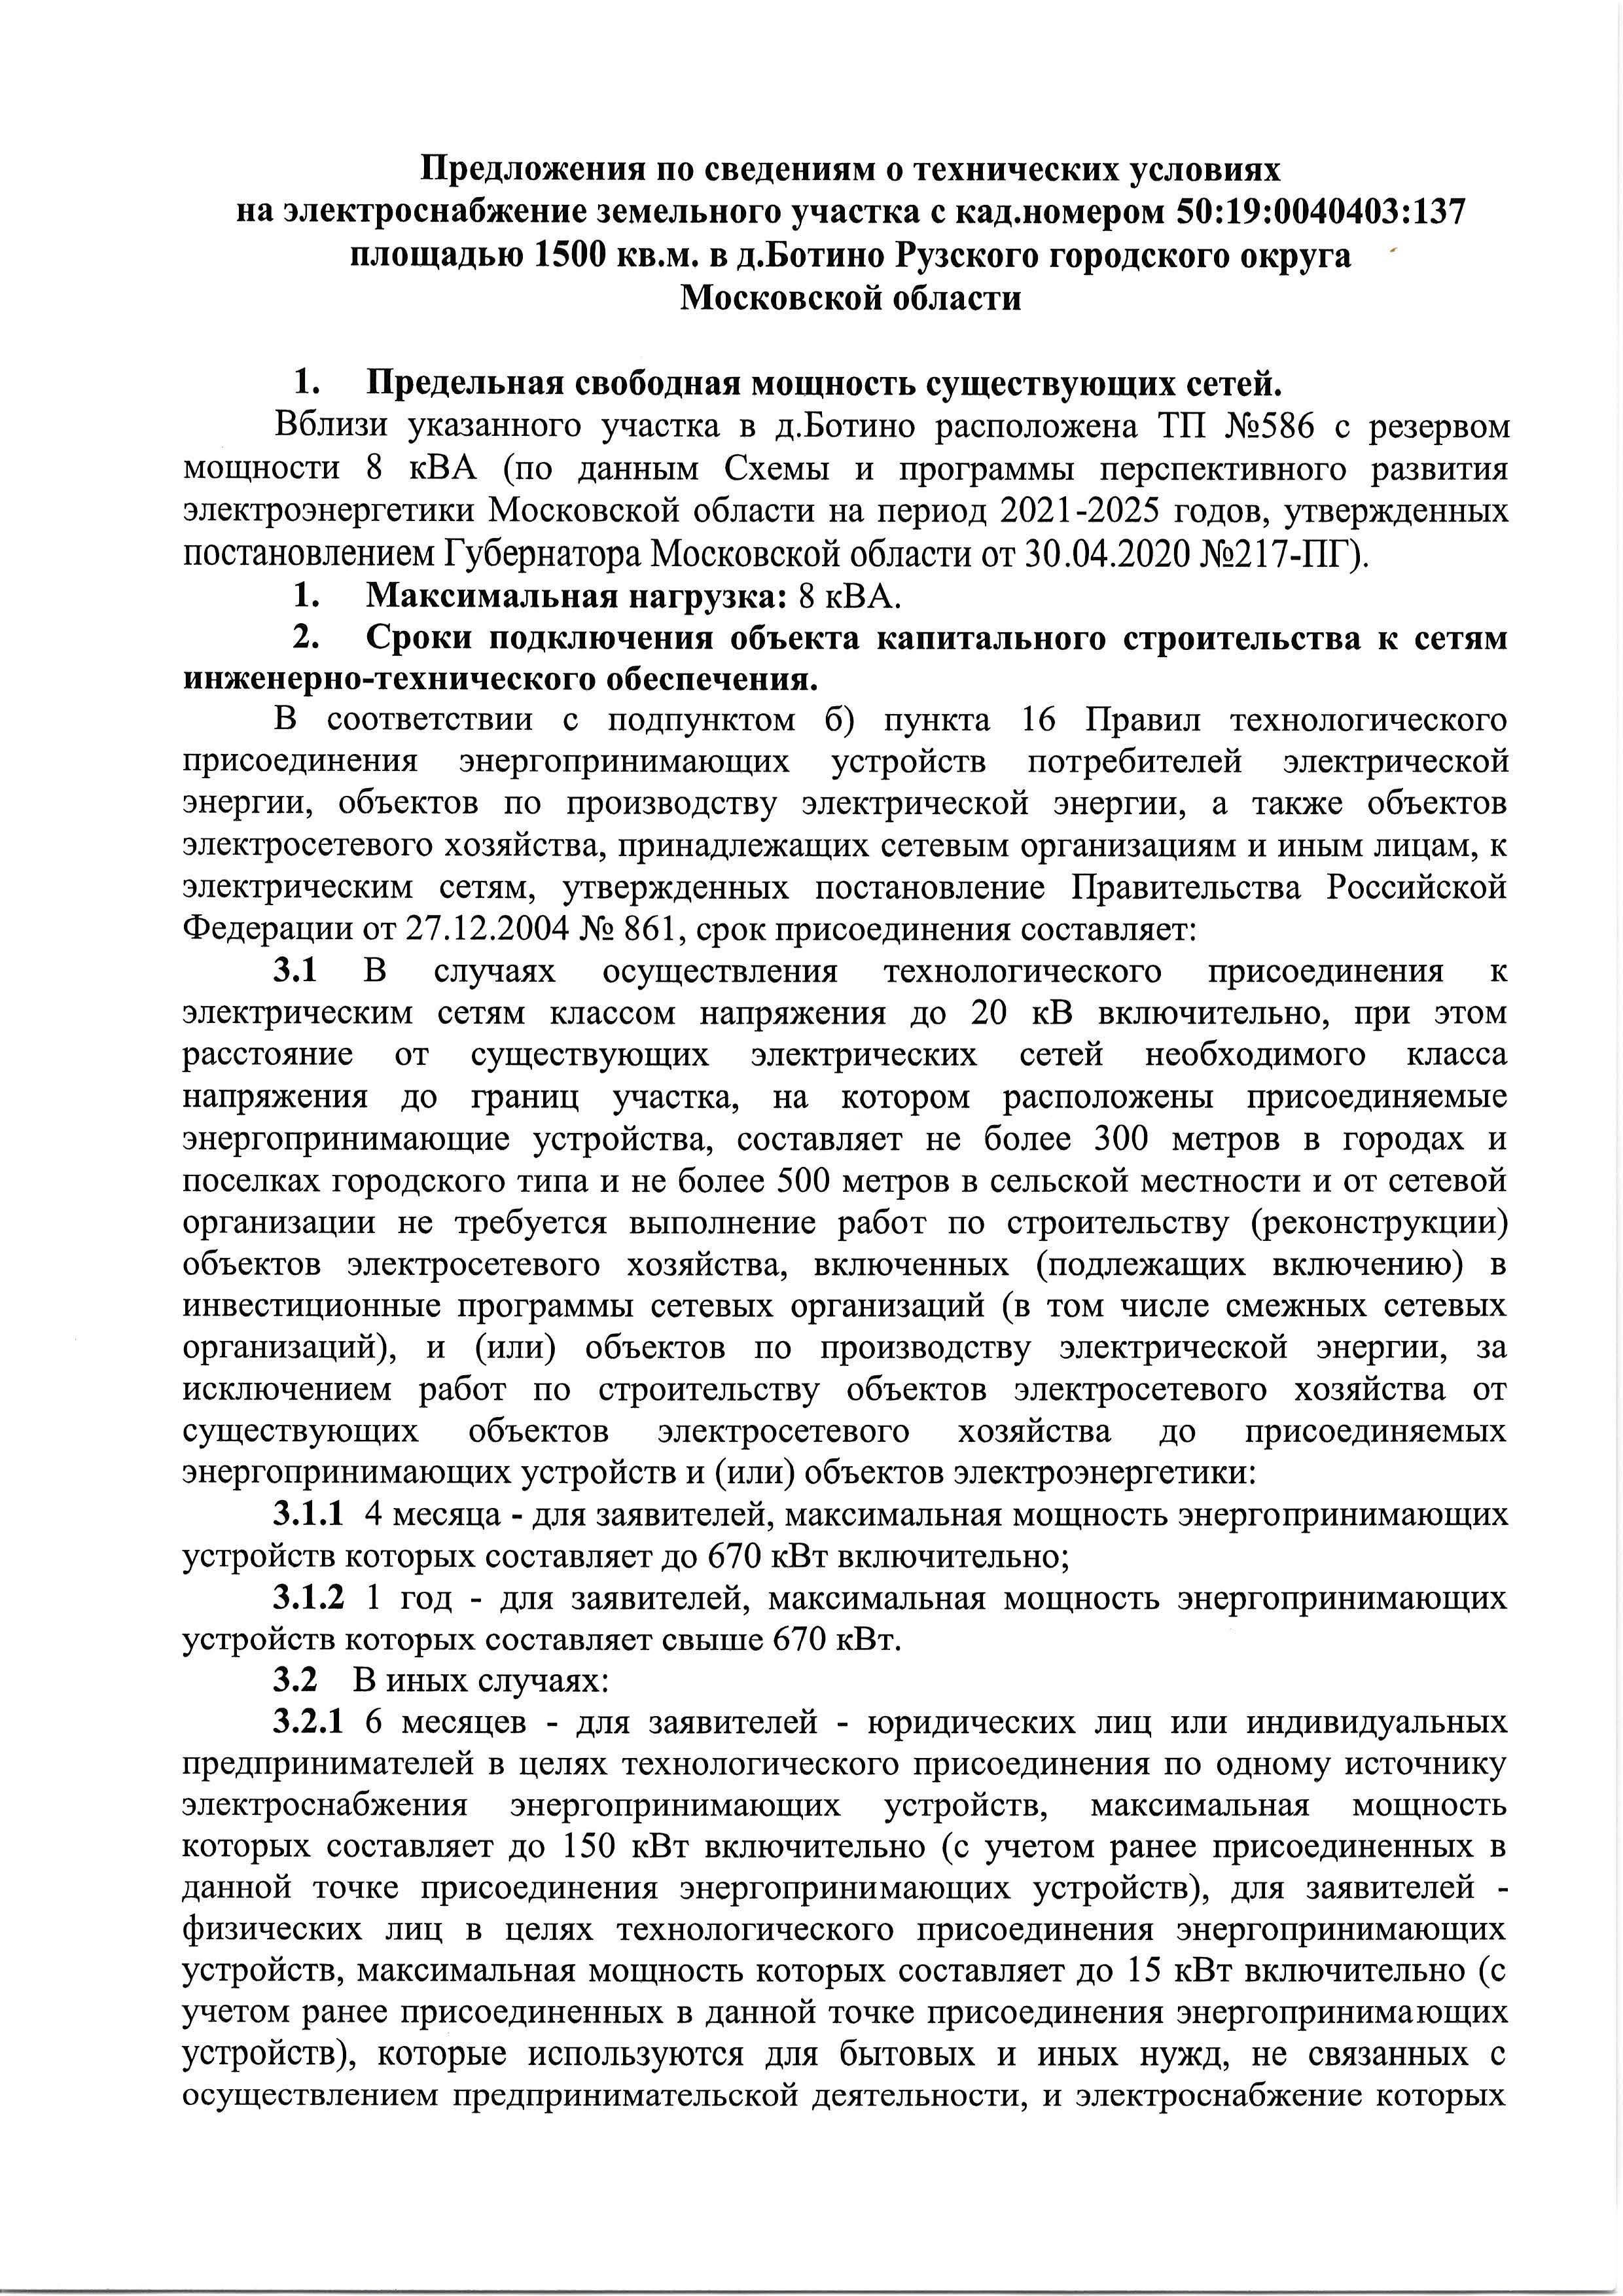 Предложения по сведениям о технических условиях
на электроснабжение земельного участка с кад.номером 50:19:0040403:137
площадью 1500 кв.м. в д.Ботино Рузского городского округа
Московской области
1. Предельная свободная мощность существующих сетей.
Вблизи указанного участка в д.Ботино расположена ТП №586 с резервом
мощности 8 кВА (по данным Схемы и программы перспективного развития
электроэнергетики Московской области на период 2021-2025 годов, утвержденных
постановлением Губернатора Московской области от 30.04.2020 №217-ПГ).
1. Максимальная нагрузка: 8 кВА.
2. Сроки подключения объекта капитального строительства к сетям
инженерно-технического обеспечения.
В соответствии с подпунктом б) пункта 16 Правил технологического
присоединения энергопринимающих устройств потребителей электрической
энергии, объектов по производству электрической энергии, а также объектов
электросетевого хозяйства, принадлежащих сетевым организациям и иным лицам, к
электрическим сетям, утвержденных постановление Правительства Российской
Федерации от 27.12.2004 № 861, срок присоединения составляет:
3.1 В случаях осуществления технологического присоединения к
электрическим сетям классом напряжения до 20 кВ включительно, при этом
расстояние от существующих электрических сетей необходимого класса
напряжения до границ участка, на котором расположены присоединяемые
энергопринимающие устройства, составляет не более 300 метров в городах и
поселках городского типа и не более 500 метров в сельской местности и от сетевой
организации не требуется выполнение работ по строительству (реконструкции)
объектов электросетевого хозяйства, включенных (подлежащих включению) в
инвестиционные программы сетевых организаций (в том числе смежных сетевых
организаций), и (или) объектов по производству электрической энергии, за
исключением работ по строительству объектов электросетевого хозяйства от
существующих объектов электросетевого хозяйства до присоединяемых
энергопринимающих устройств и (или) объектов электроэнергетики:
3.1.1 4 месяца - для заявителей, максимальная мощность энергопринимающих
устройств которых составляет до 670 кВт включительно;
3.1.2 1 год - для заявителей, максимальная мощность энергопринимающих
устройств которых составляет свыше 670 кВт.
3.2 В иных случаях:
3.2.1 6 месяцев - для заявителей - юридических лиц или индивидуальных
предпринимателей в целях технологического присоединения по одному источнику
электроснабжения энергопринимающих устройств, максимальная мощность
которых составляет до 150 кВт включительно (с учетом ранее присоединенных в
данной точке присоединения энергопринимающих устройств), для заявителей -
физических лиц в целях технологического присоединения энергопринимающих
устройств, максимальная мощность которых составляет до 15 кВт включительно (с
учетом ранее присоединенных в данной точке присоединения энергопринимающих
устройств), которые используются для бытовых и иных нужд, не связанных с
осуществлением предпринимательской деятельности, и электроснабжение которых